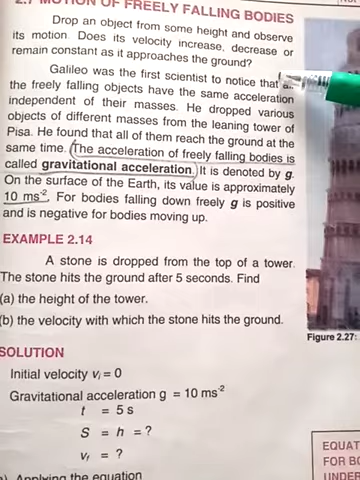 2.7 MOTION OF FREELY FALLING BODIES
Drop an object from some height and observe
its motion. Does its velocity increase, decrease or
remain constant as it approaches the ground?
Galileo was the first scientist to notice that all
the freely falling objects have the same acceleration
independent of their masses. He dropped various
objects of different masses from the leaning tower of
Pisa. He found that all of them reach the ground at the
same time. The acceleration of freely falling bodies is
called gravitational acceleration. It is denoted by g.
On the surface of the Earth, its value is approximately
10 ms⁻². For bodies falling down freely g is positive
and is negative for bodies moving up.
EXAMPLE 2.14
A stone is dropped from the top of a tower.
The stone hits the ground after 5 seconds. Find
(a) the height of the tower.
(b) the velocity with which the stone hits the ground.
Figure 2.27:
SOLUTION
Initial velocity vᵢ = 0
Gravitational acceleration g = 10 ms⁻²
t = 5 s
S = h = ?
v_f = ?
Applying the equation
EQUAT
FOR BO
UNDER